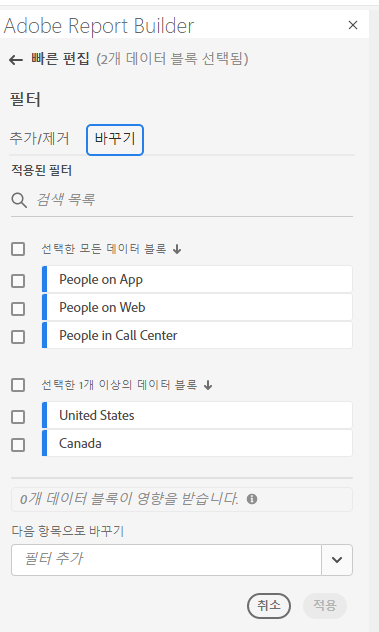 Adobe Report Builder
빠른 편집 (2개 데이터 블록 선택됨)
필터
추가/제거 바꾸기
적용된 필터
검색 목록
선택한 모든 데이터 블록
People on App
People on Web
People in Call Center
선택한 1개 이상의 데이터 블록
United States
Canada
0개 데이터 블록이 영향을 받습니다.
다음 항목으로 바꾸기
필터 추가
취소 적용